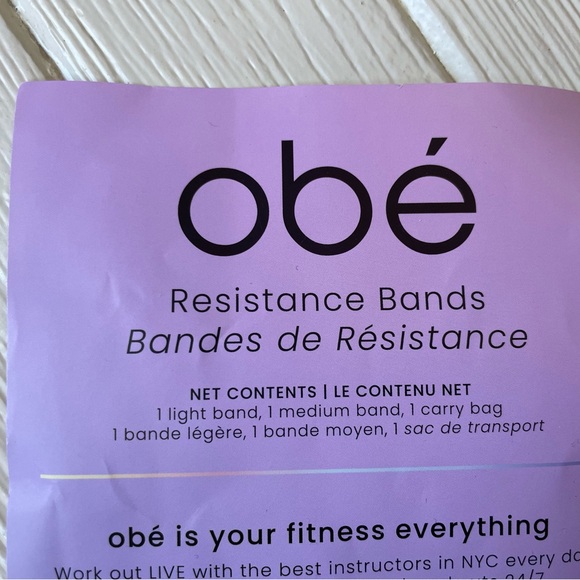 obé
Resistance Bands
Bandes de Résistance
NET CONTENTS | LE CONTENU NET
1 light band, 1 medium band, 1 carry bag
1 bande légère, 1 bande moyen, 1 sac de transport
obé is your fitness everything
Work out LIVE with the best instructors in NYC every
24/7